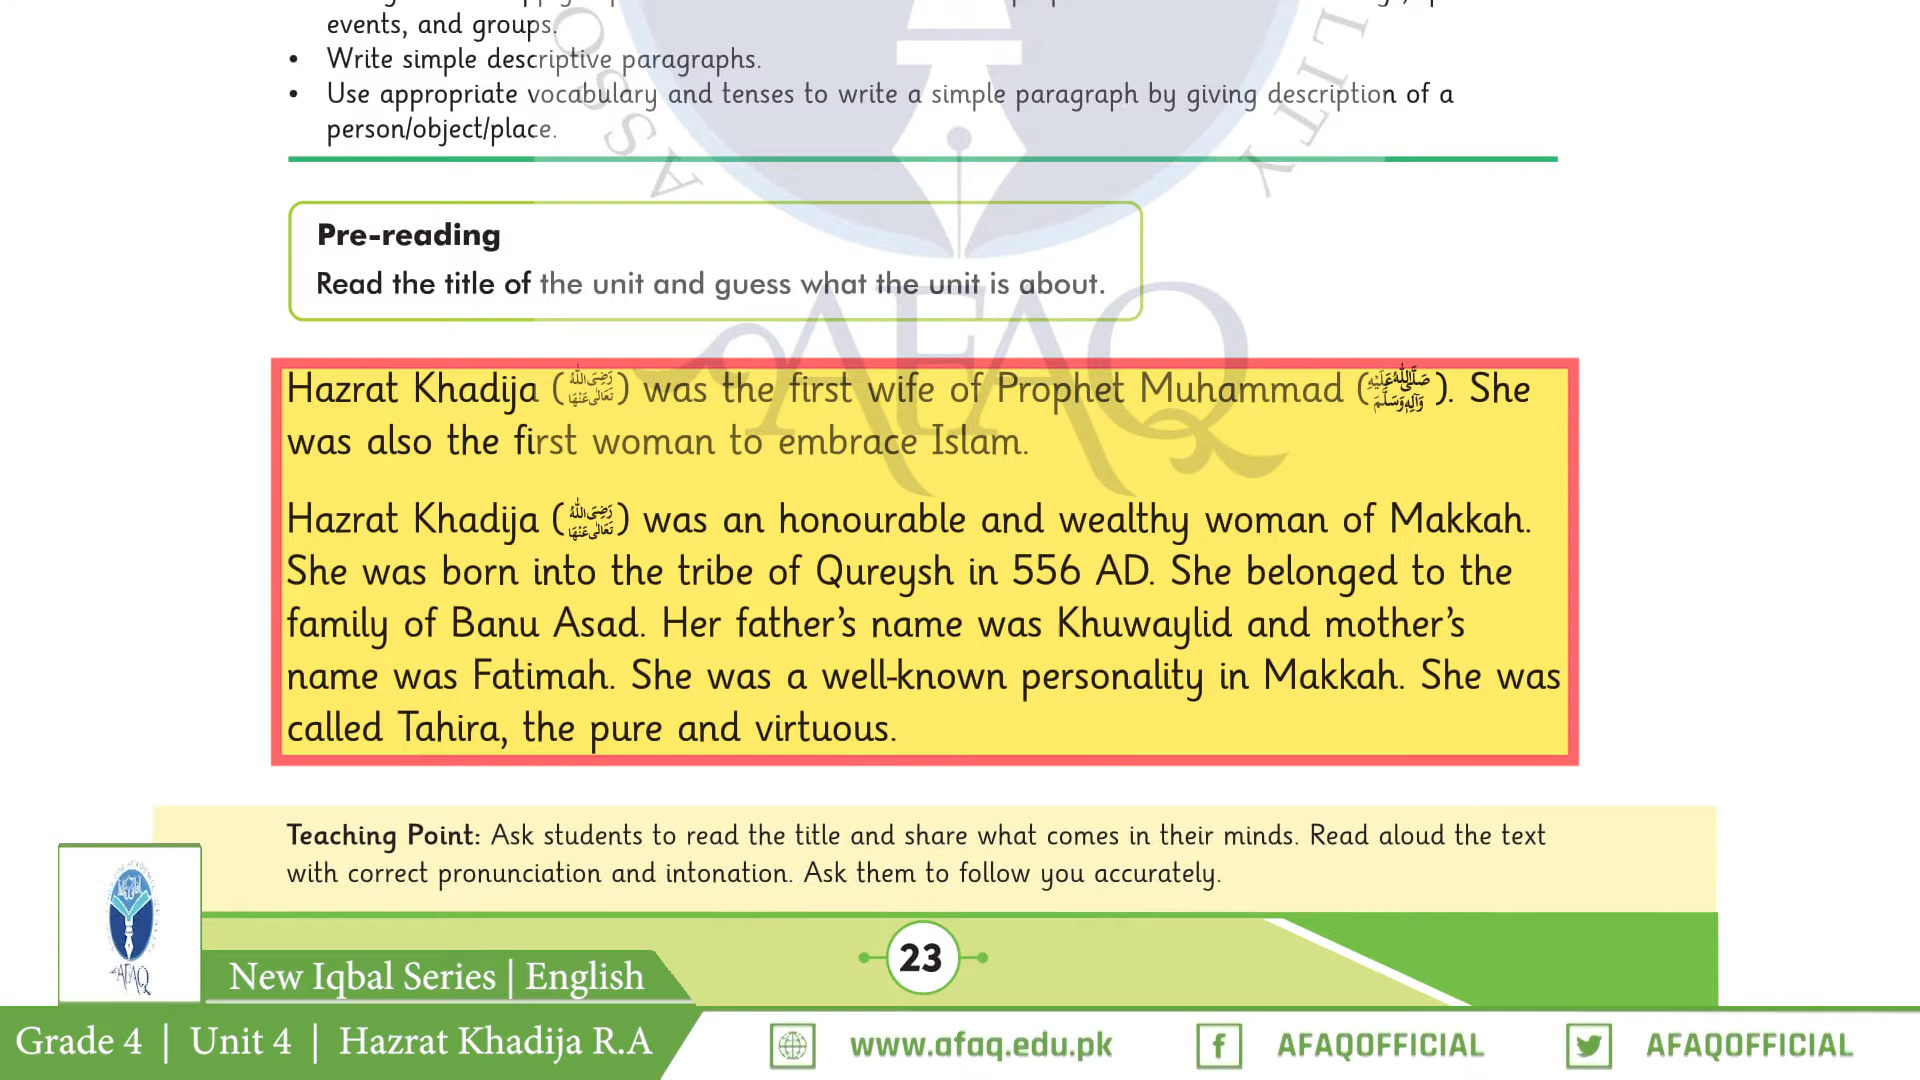 events, and groups.
• Write simple descriptive paragraphs.
• Use appropriate vocabulary and tenses to write a simple paragraph by giving description of a
person/object/place.
Pre-reading
Read the title of the unit and guess what the unit is about.
Hazrat Khadija (رَضِیَ اللّٰهُ تَعَالٰی عَنْهَا) was the first wife of Prophet Muhammad (صَلَّى اللّٰهُ عَلَيْهِ وَآلِهٖ وَسَلَّمَ). She
was also the first woman to embrace Islam.
Hazrat Khadija (رَضِیَ اللّٰهُ تَعَالٰی عَنْهَا) was an honourable and wealthy woman of Makkah.
She was born into the tribe of Qureysh in 556 AD. She belonged to the
family of Banu Asad. Her father’s name was Khuwaylid and mother’s
name was Fatimah. She was a well-known personality in Makkah. She was
called Tahira, the pure and virtuous.
Teaching Point: Ask students to read the title and share what comes in their minds. Read aloud the text
with correct pronunciation and intonation. Ask them to follow you accurately.
23
AFAQ
AFAQ
New Iqbal Series | English
Grade 4 | Unit 4 | Hazrat Khadija R.A
www.afaq.edu.pk
AFAQOFFICIAL
AFAQOFFICIAL